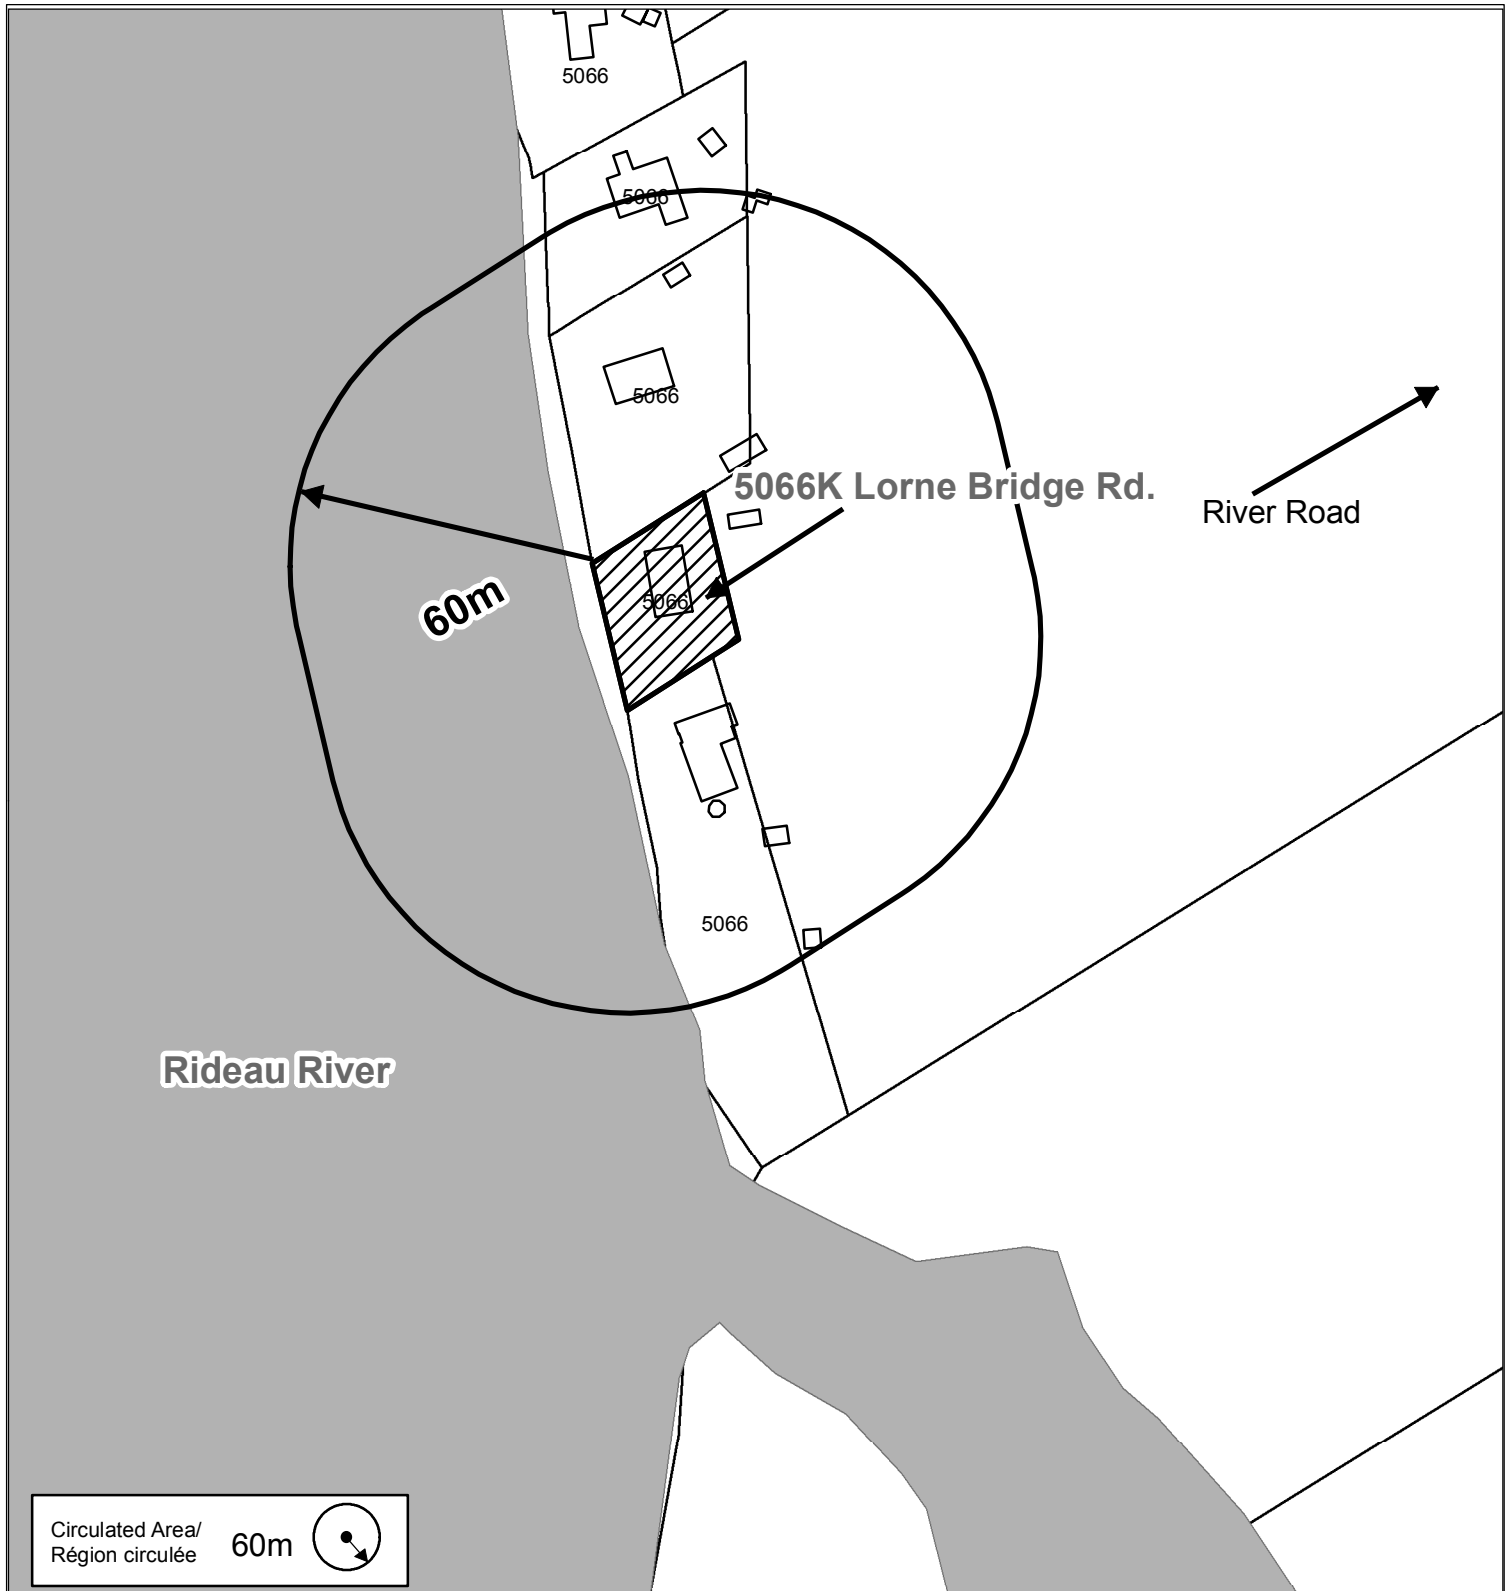 5066
5066
5066
5066K Lorne Bridge Rd.
River Road
60m
5066
5066
Rideau River
Circulated Area/
Région circulée
60m